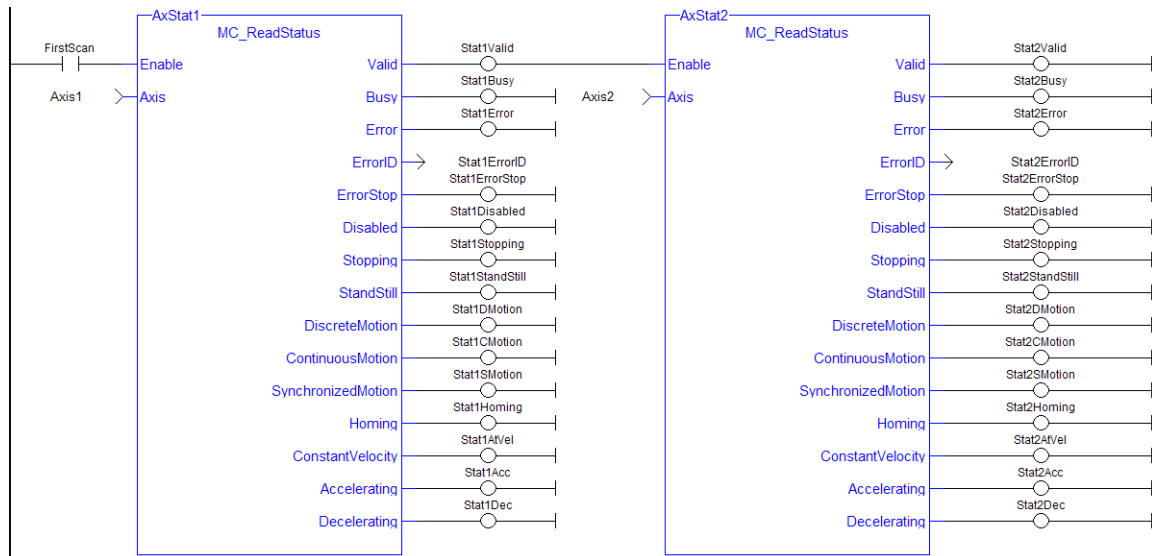 AxStat1
MC_ReadStatus
FirstScan
Enable
Valid
Stat1Valid
Axis1
Axis
Busy
Stat1Busy
Error
Stat1Error
ErrorID
Stat1ErrorID
ErrorStop
Stat1ErrorStop
Disabled
Stat1Disabled
Stopping
Stat1Stopping
StandStill
Stat1StandStill
DiscreteMotion
Stat1DMotion
ContinuousMotion
Stat1CMotion
SynchronizedMotion
Stat1SMotion
Homing
Stat1Homing
ConstantVelocity
Stat1AtVel
Accelerating
Stat1Acc
Decelerating
Stat1Dec
AxStat2
MC_ReadStatus
Enable
Valid
Stat2Valid
Axis2
Axis
Busy
Stat2Busy
Error
Stat2Error
ErrorID
Stat2ErrorID
ErrorStop
Stat2ErrorStop
Disabled
Stat2Disabled
Stopping
Stat2Stopping
StandStill
Stat2StandStill
DiscreteMotion
Stat2DMotion
ContinuousMotion
Stat2CMotion
SynchronizedMotion
Stat2SMotion
Homing
Stat2Homing
ConstantVelocity
Stat2AtVel
Accelerating
Stat2Acc
Decelerating
Stat2Dec